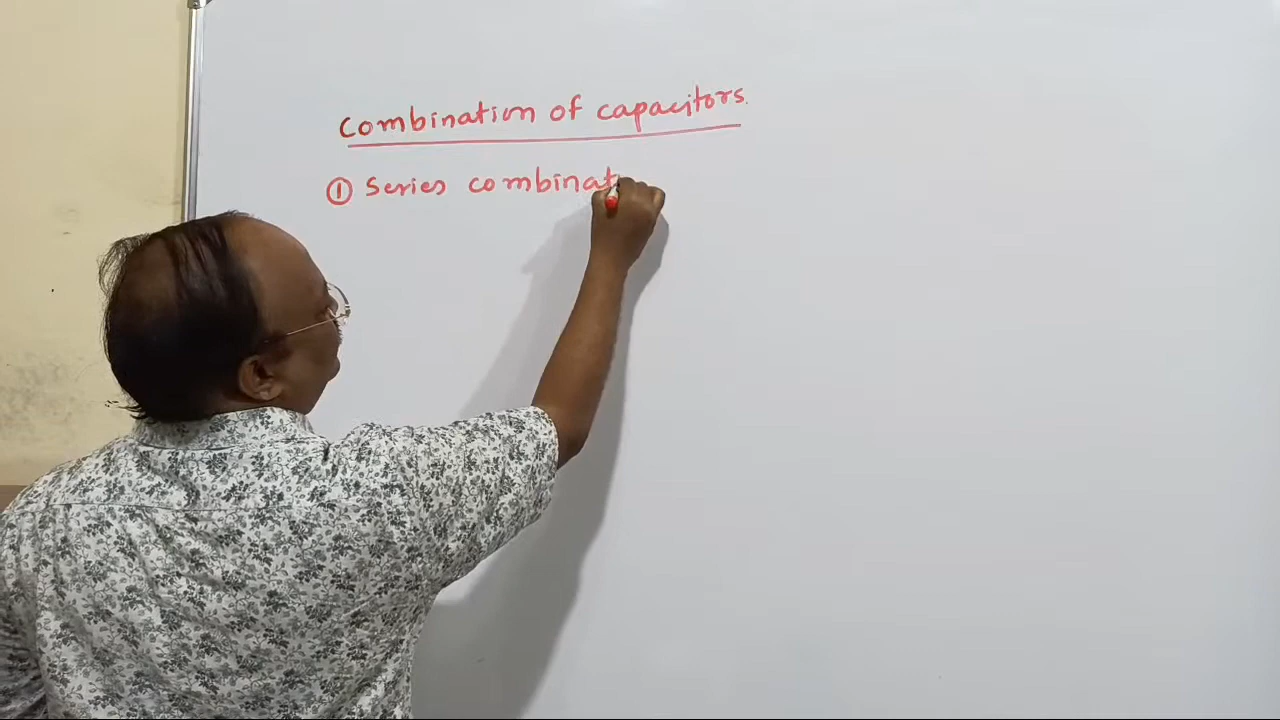 Combination of capacitors.
① Series combinat